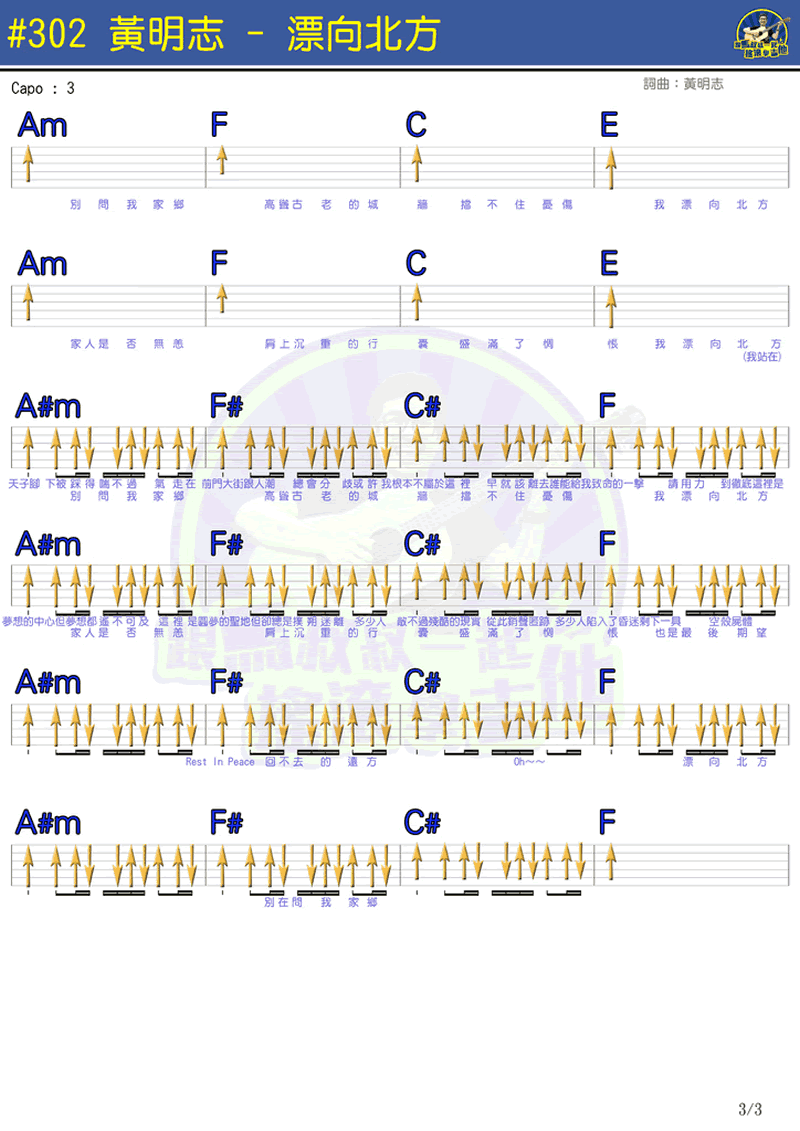 #302 黃明志 - 漂向北方
Capo : 3
詞曲：黃明志
Am F C E
別問我家鄉 高聳古老的城牆擋不住憂傷 我漂向北方
Am F C E
家人是否無恙 肩上沉重的行囊盛滿了惆悵 我漂向北方
(我站在)
A#m F# C# F
天子腳下被踩得喘不過氣走在 前門大街跟人潮 總會分歧或許我根本不屬於這裡 早就該離去誰能給我致命的一擊 請用力 到徹底這裡是
別問我家鄉 高聳古老的城牆擋不住憂傷 我漂向北方
A#m F# C# F
夢想的中心但夢想都遙不可及 這裡是圓夢的聖地但卻總是撲朔迷離 多少人 敵不過殘酷的現實 從此銷聲匿跡 多少人陷入了昏迷剩下一具 空殼屍體
家人是否無恙 肩上沉重的行囊盛滿了惆悵 也是最後期望
A#m F# C# F
Rest In Peace 回不去的遠方 Oh~~ 漂向北方
A#m F# C# F
別在問我家鄉
跟馬叔叔一起搖滾學吉他
3/3